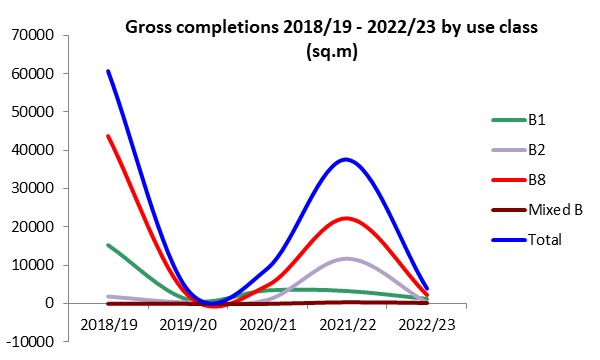 Gross completions 2018/19 - 2022/23 by use class
(sq.m)
70000
60000
50000
40000
30000
20000
10000
0
-10000
2018/19 2019/20 2020/21 2021/22 2022/23
B1
B2
B8
Mixed B
Total